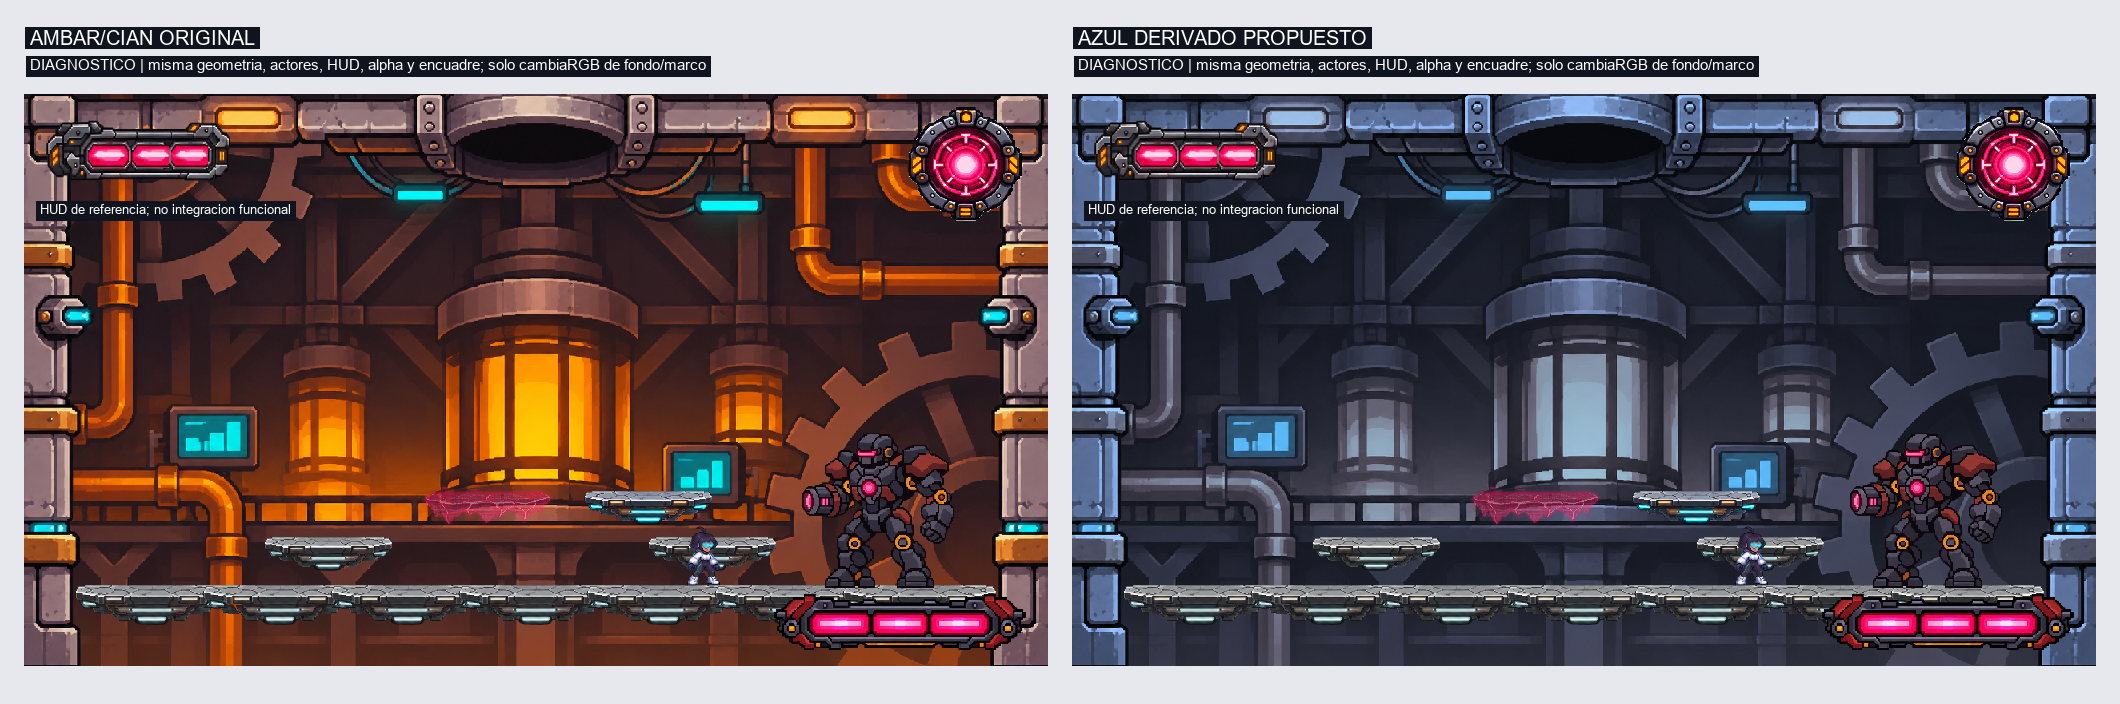 AMBAR/CIAN ORIGINAL
DIAGNOSTICO | misma geometria, actores, HUD, alpha y encuadre; solo cambiaRGB de fondo/marco
HUD de referencia; no integracion funcional
AZUL DERIVADO PROPUESTO
DIAGNOSTICO | misma geometria, actores, HUD, alpha y encuadre; solo cambiaRGB de fondo/marco
HUD de referencia; no integracion funcional